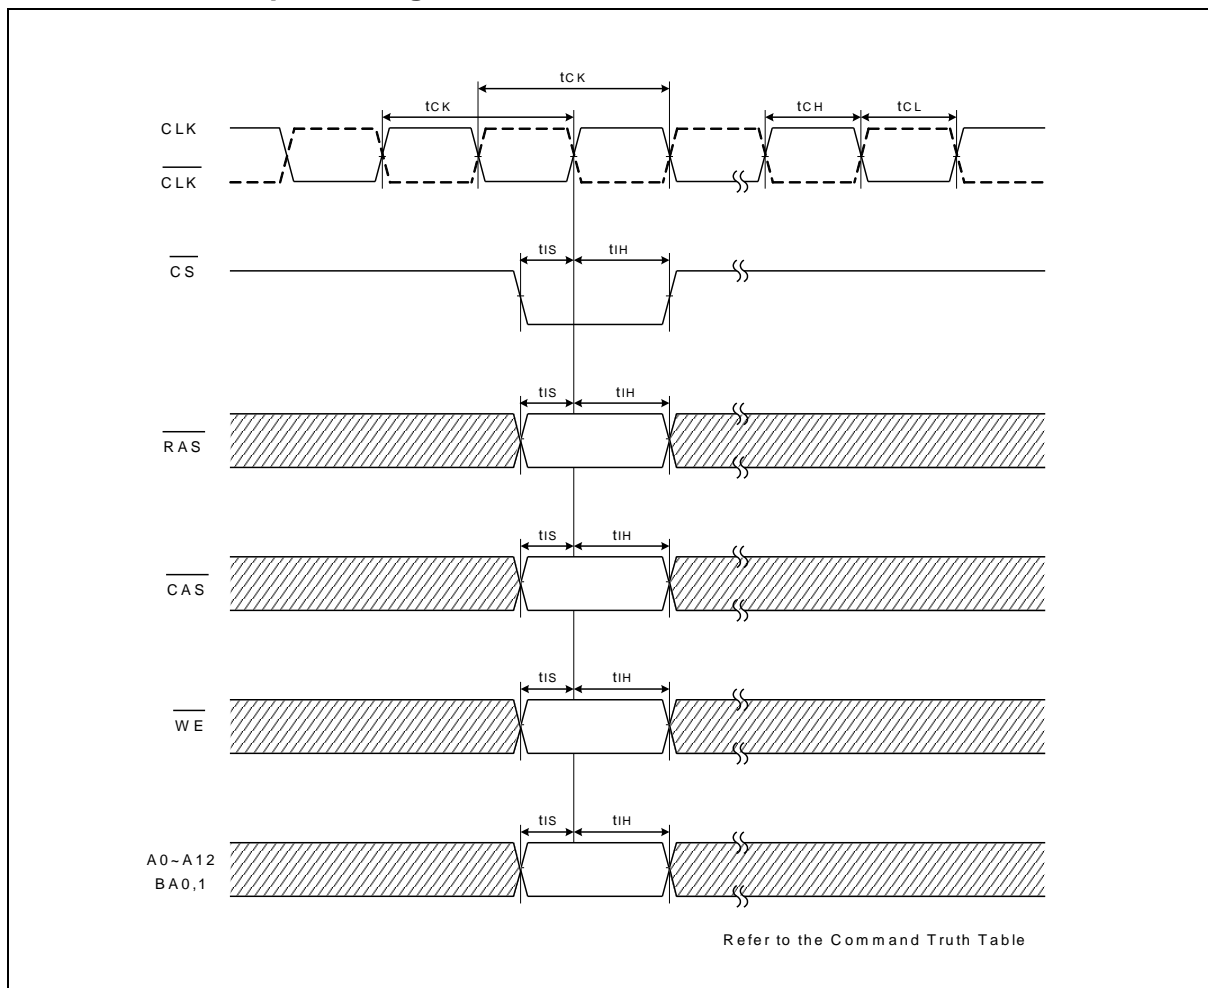 tCK
tCK
tCH
tCL
CLK
CLK
tIS
tIH
CS
tIS
tIH
RAS
tIS
tIH
CAS
tIS
tIH
WE
tIS
tIH
A0~A12
BA0,1
Refer to the Command Truth Table